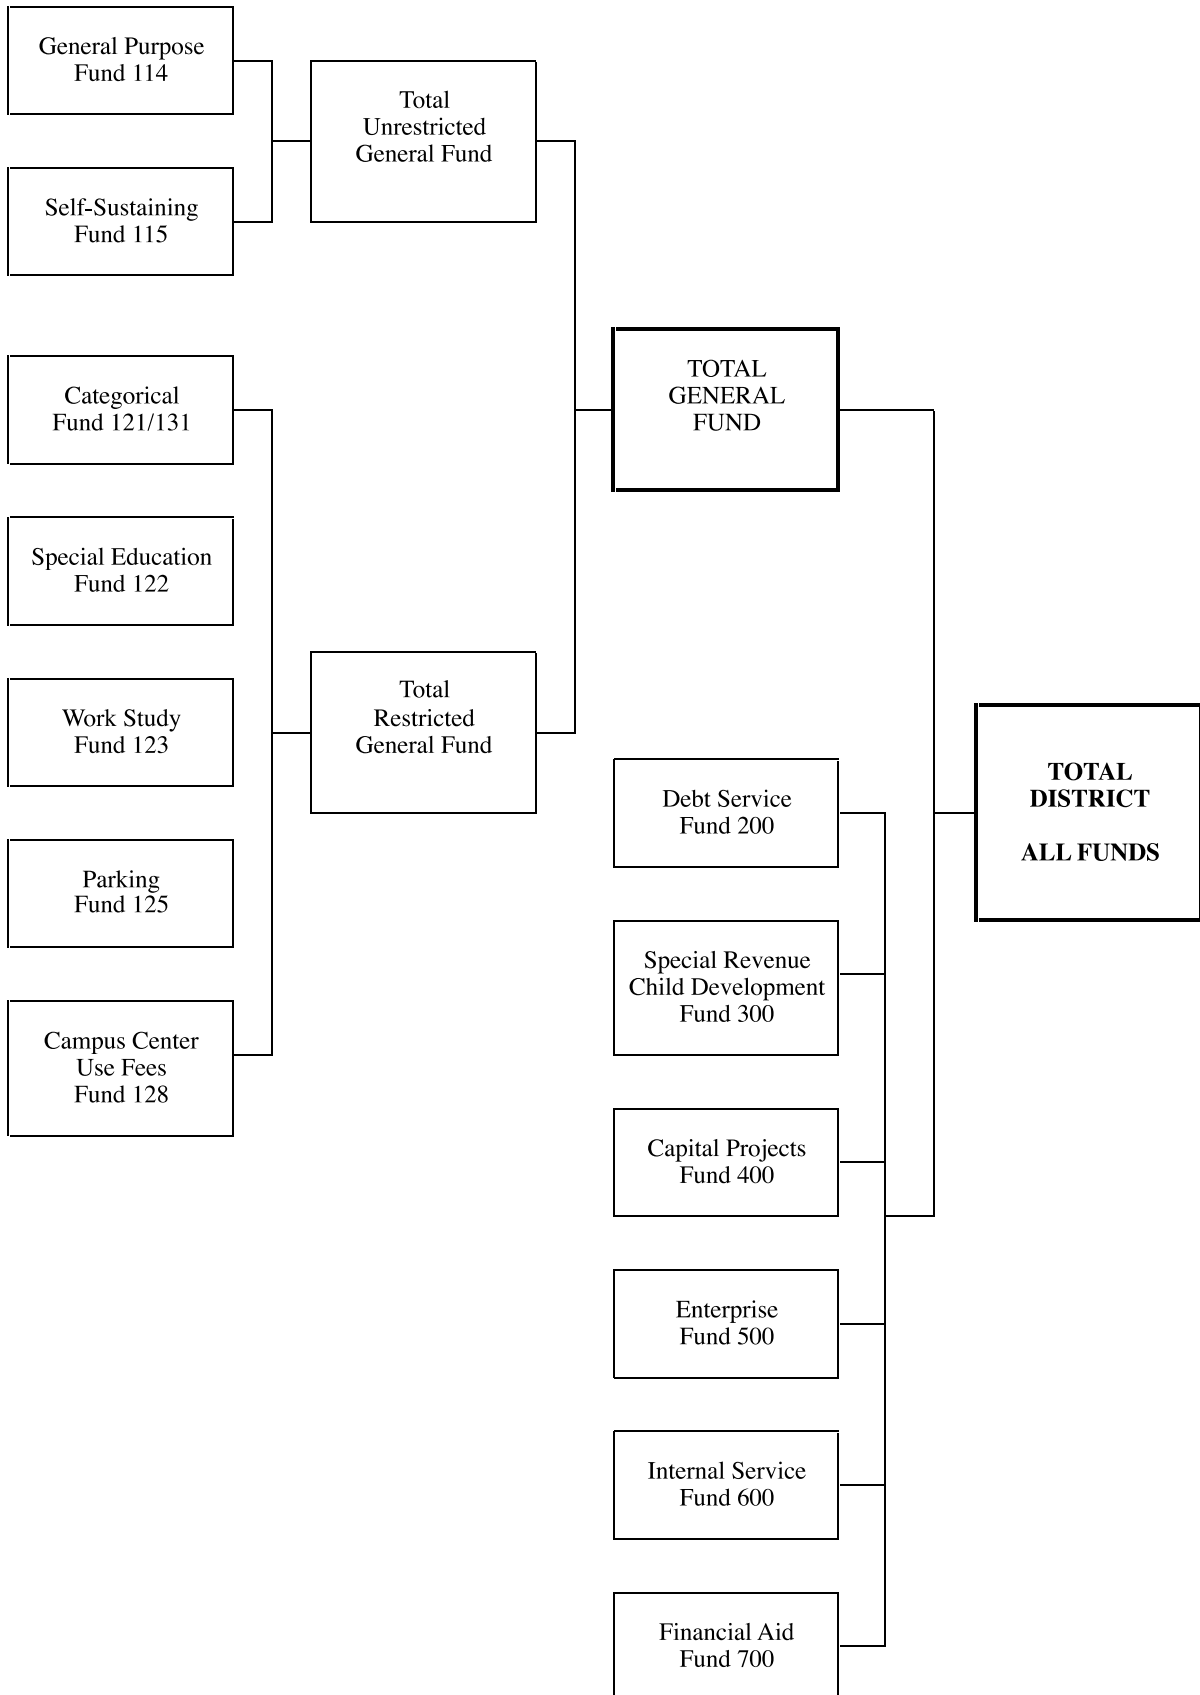 General Purpose
Fund 114
Total
Unrestricted
General Fund
Self-Sustaining
Fund 115
Categorical
Fund 121/131
TOTAL
GENERAL
FUND
Special Education
Fund 122
Work Study
Fund 123
Total
Restricted
General Fund
Parking
Fund 125
Campus Center
Use Fees
Fund 128
Debt Service
Fund 200
Special Revenue
Child Development
Fund 300
Capital Projects
Fund 400
Enterprise
Fund 500
Internal Service
Fund 600
Financial Aid
Fund 700
TOTAL
DISTRICT
ALL FUNDS